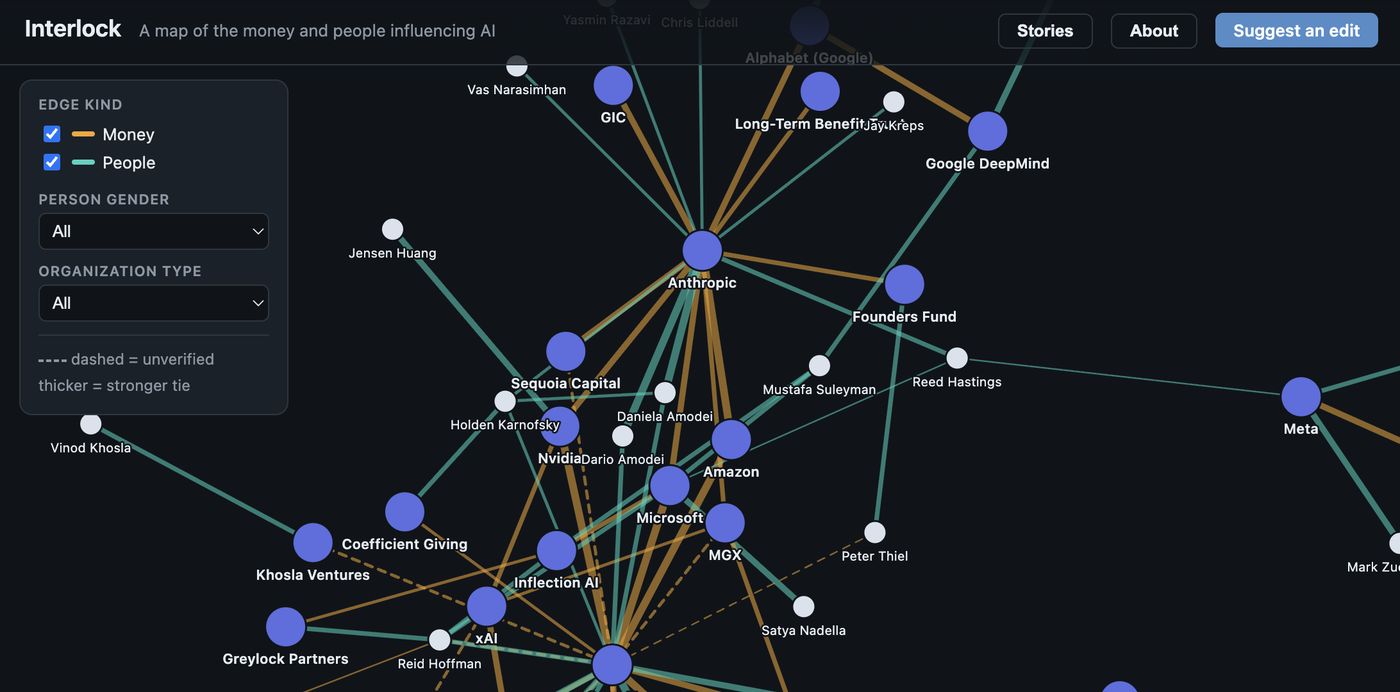 Interlock
A map of the money and people influencing AI
Stories
About
Suggest an edit
Yasmin Razavi
Chris Liddell
Alphabet (Google)
EDGE KIND
Money
People
PERSON GENDER
All
ORGANIZATION TYPE
All
dashed = unverified
thicker = stronger tie
Vas Narasimhan
GIC
Long-Term Benefit
Jay Kreps
Google DeepMind
Jensen Huang
Anthropic
Founders Fund
Sequoia Capital
Mustafa Suleyman
Reed Hastings
Holden Karnofsky
Daniela Amodei
Meta
Vinod Khosla
Nvidia
Dario Amodei
Amazon
Microsoft
Coefficient Giving
MGX
Peter Thiel
Khosla Ventures
Inflection AI
Mark
Satya Nadella
xAI
Greylock Partners
Reid Hoffman